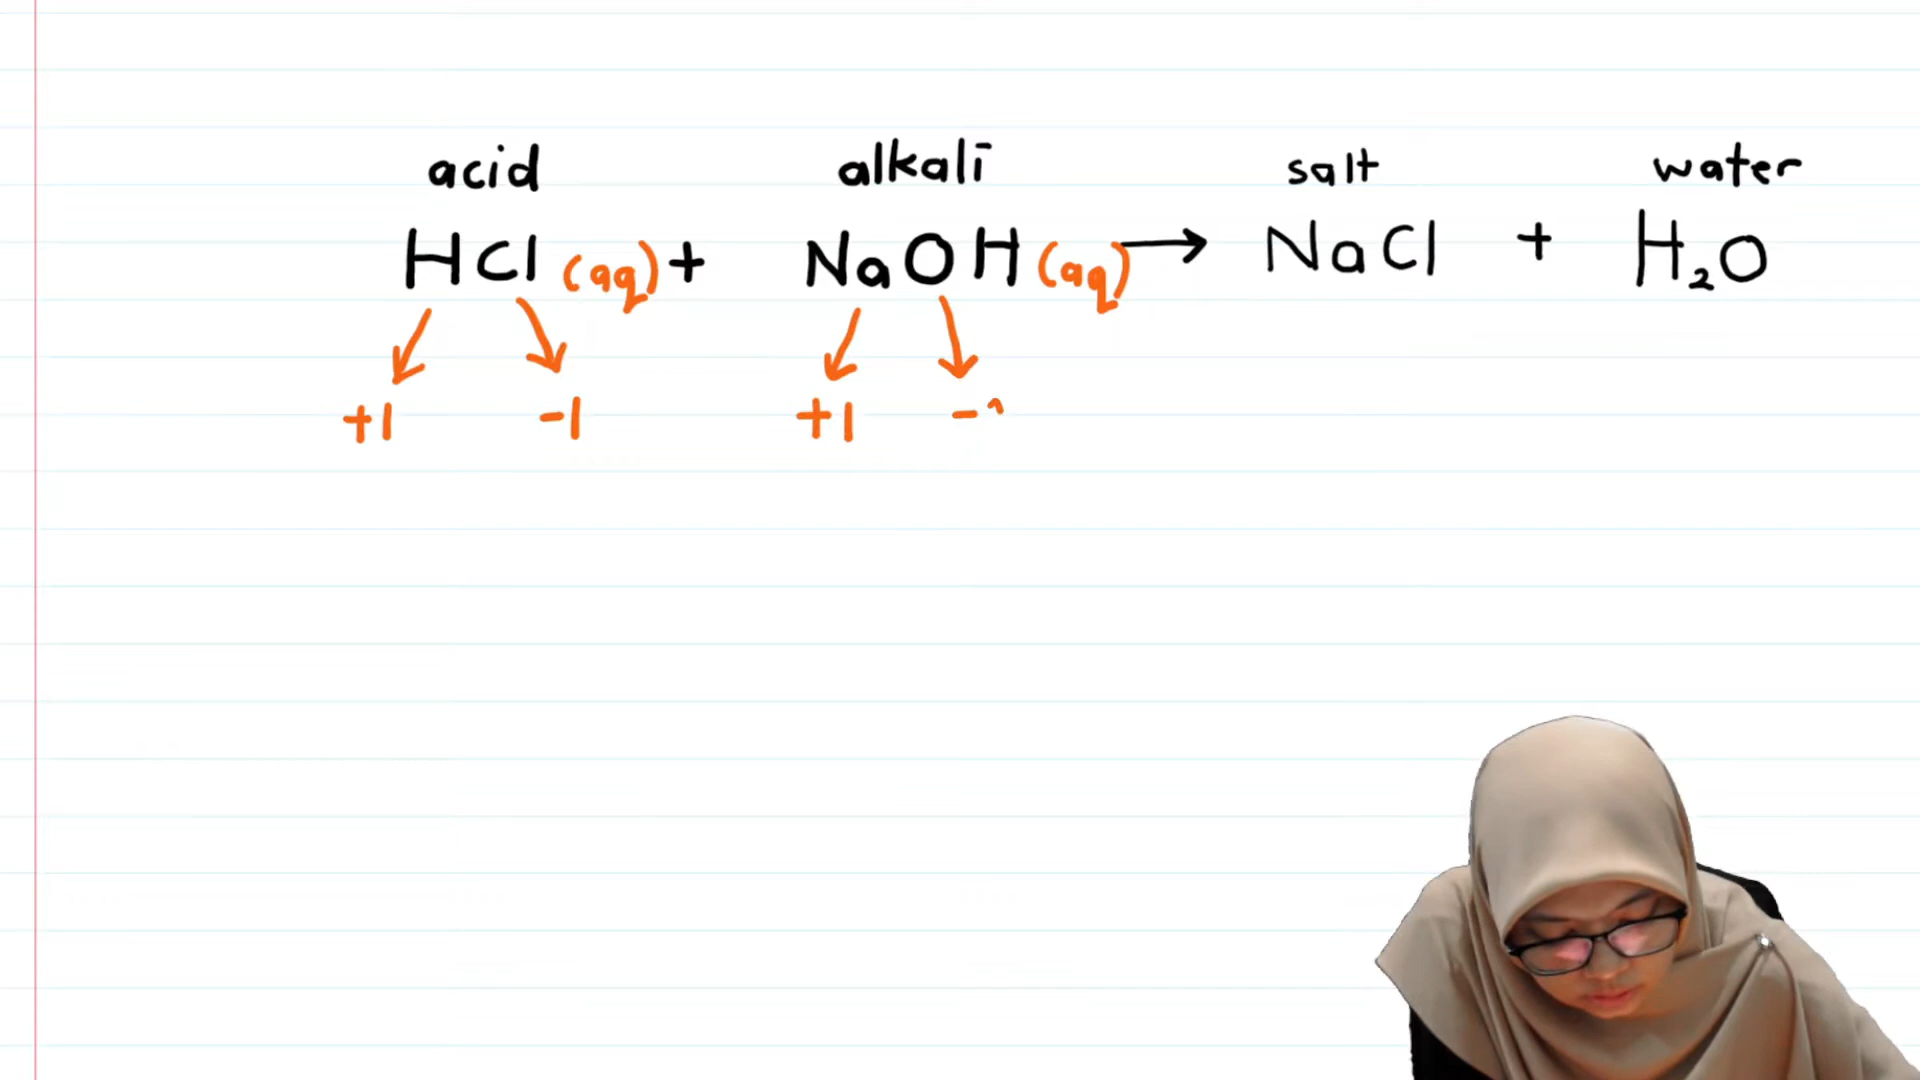 acid alkali salt water
HCl (aq) + NaOH (aq) → NaCl + H₂O
+1 -1 +1 -